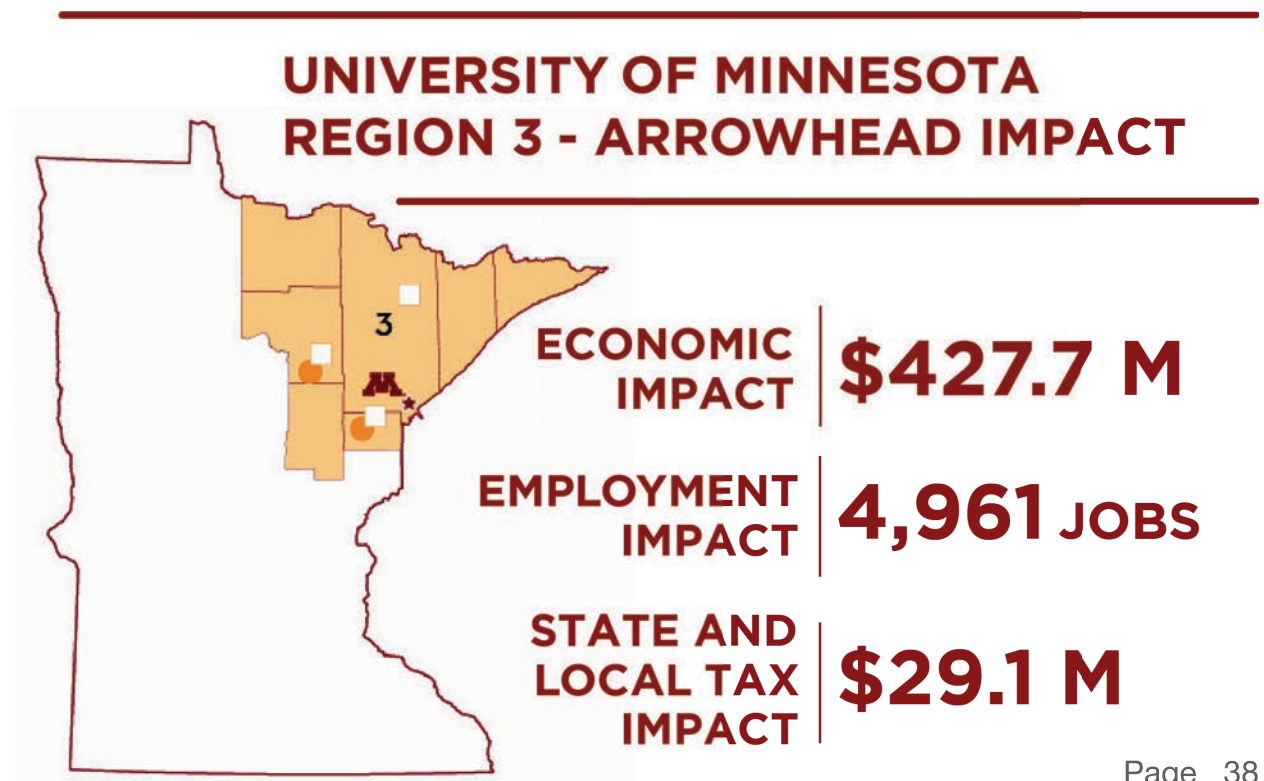 UNIVERSITY OF MINNESOTA
REGION 3 - ARROWHEAD IMPACT
3
M
ECONOMIC
IMPACT
$427.7 M
EMPLOYMENT
IMPACT
4,961 JOBS
STATE AND
LOCAL TAX
IMPACT
$29.1 M
Page 38